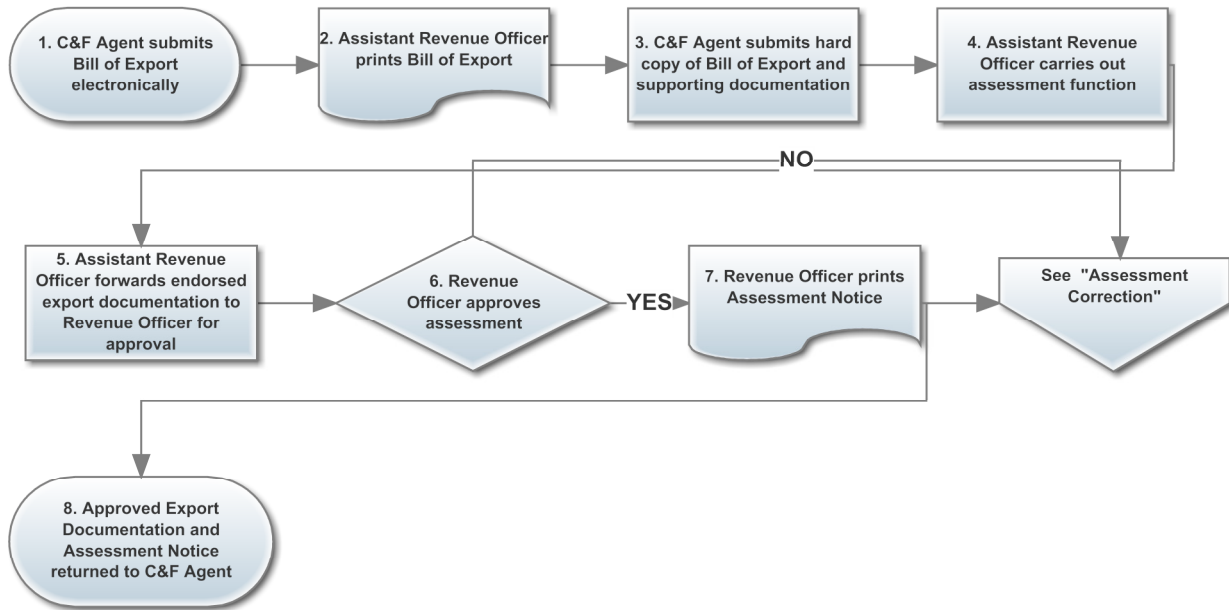 1. C&F Agent submits
Bill of Export
electronically
2. Assistant Revenue Officer
prints Bill of Export
3. C&F Agent submits hard
copy of Bill of Export and
supporting documentation
4. Assistant Revenue
Officer carries out
assessment function
NO
5. Assistant Revenue
Officer forwards endorsed
export documentation to
Revenue Officer for
approval
6. Revenue
Officer approves
assessment
YES
7. Revenue Officer prints
Assessment Notice
See "Assessment
Correction"
8. Approved Export
Documentation and
Assessment Notice
returned to C&F Agent